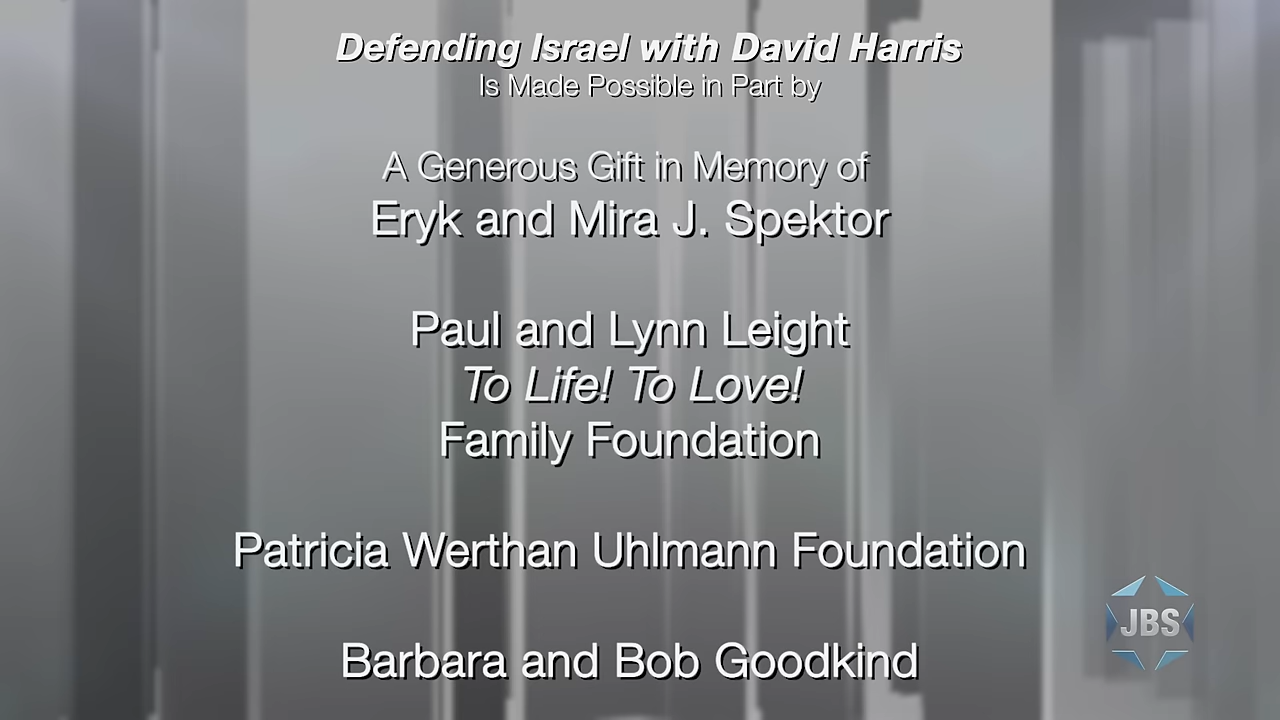 Defending Israel with David Harris
Is Made Possible in Part by
A Generous Gift in Memory of
Eryk and Mira J. Spektor
Paul and Lynn Leight
To Life! To Love!
Family Foundation
Patricia Werthan Uhlmann Foundation
JBS
Barbara and Bob Goodkind